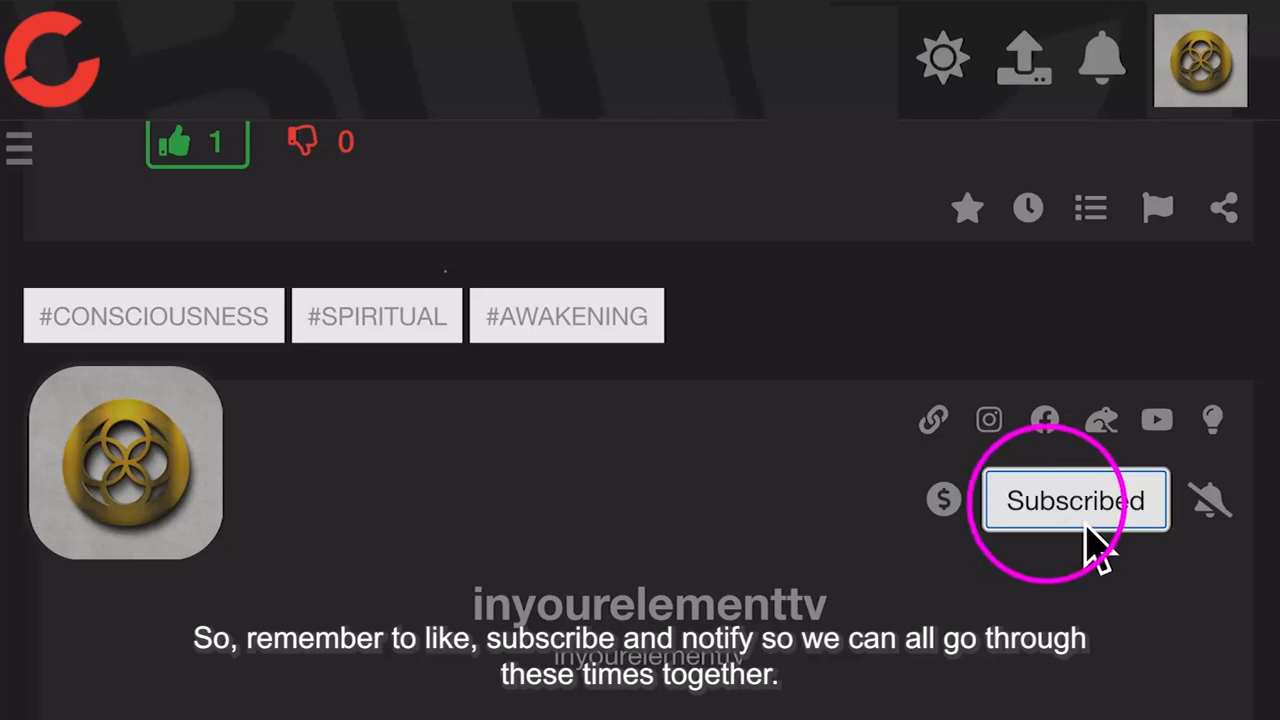 1
0
#CONSCIOUSNESS #SPIRITUAL #AWAKENING
Subscribed
inyourelementtv
inyourelementtv
So, remember to like, subscribe and notify so we can all go through
these times together.